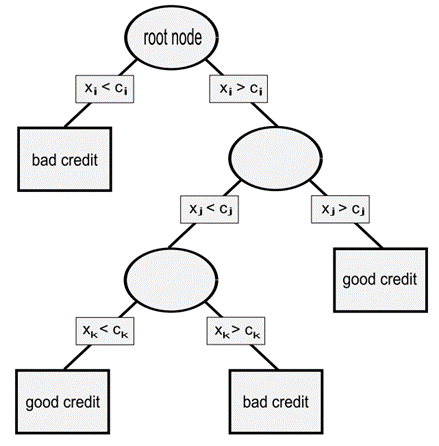 root node
xᵢ < cᵢ
xᵢ > cᵢ
bad credit
xⱼ < cⱼ
xⱼ > cⱼ
good credit
xₖ < cₖ
xₖ > cₖ
good credit
bad credit